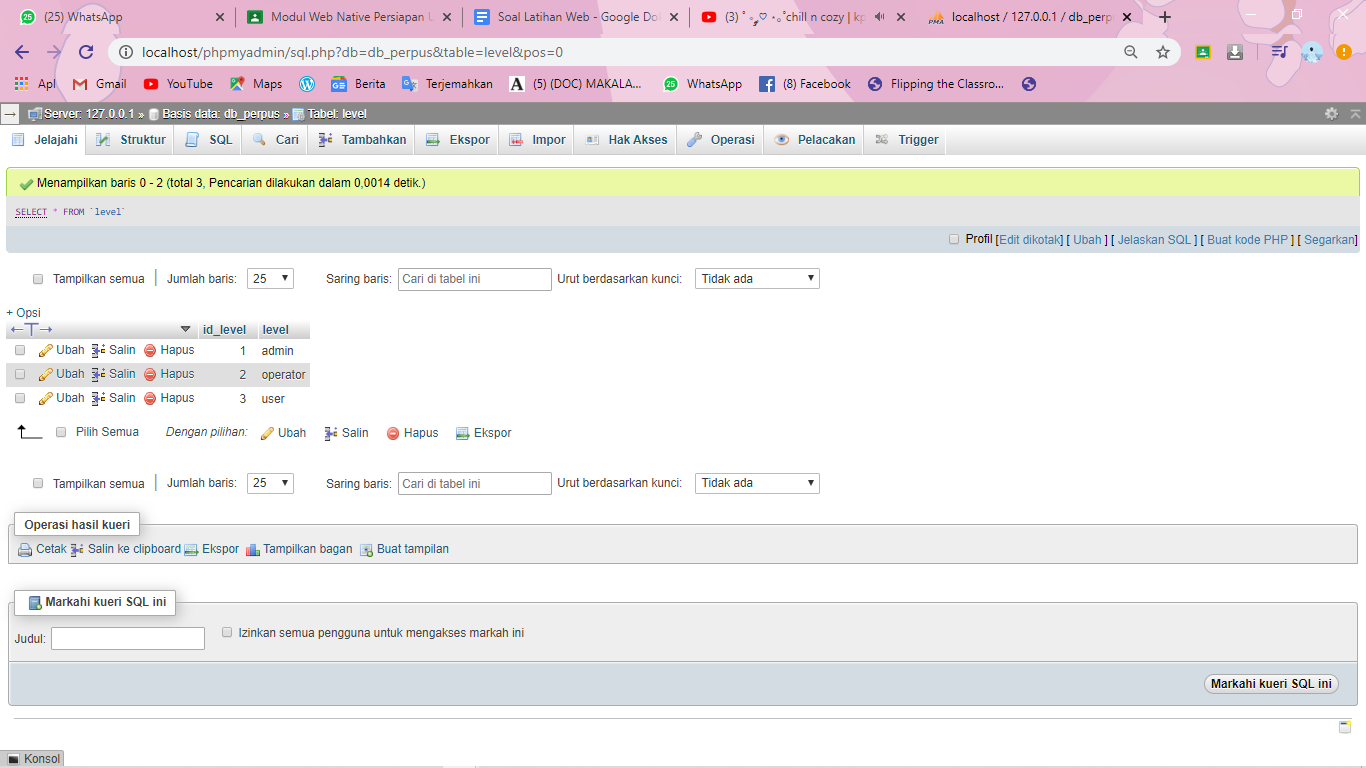 (25) WhatsApp
Modul Web Native Persiapan U
Soal Latihan Web - Google Do
chill n cozy | kp
localhost / 127.0.0.1 / db_perp
localhost/phpmyadmin/sql.php?db=db_perpus&table=level&pos=0
Apl Gmail YouTube Maps Berita Terjemahkan (5) (DOC) MAKALA... WhatsApp (8) Facebook Flipping the Classro...
Server: 127.0.0.1 » Basis data: db_perpus » Tabel: level
Jelajahi Struktur SQL Cari Tambahkan Ekspor Impor Hak Akses Operasi Pelacakan Trigger
Menampilkan baris 0 - 2 (total 3, Pencarian dilakukan dalam 0,0014 detik.)
SELECT * FROM `level`
Profil [Edit dikotak] [ Ubah ] [ Jelaskan SQL ] [ Buat kode PHP ] [ Segarkan]
Tampilkan semua | Jumlah baris: 25 Saring baris: Cari di tabel ini Urut berdasarkan kunci: Tidak ada
+ Opsi
←T→ id_level level
Ubah Salin Hapus 1 admin
Ubah Salin Hapus 2 operator
Ubah Salin Hapus 3 user
Pilih Semua Dengan pilihan: Ubah Salin Hapus Ekspor
Tampilkan semua | Jumlah baris: 25 Saring baris: Cari di tabel ini Urut berdasarkan kunci: Tidak ada
Operasi hasil kueri
Cetak Salin ke clipboard Ekspor Tampilkan bagan Buat tampilan
Markahi kueri SQL ini
Judul: Izinkan semua pengguna untuk mengakses markah ini
Markahi kueri SQL ini
Konsol